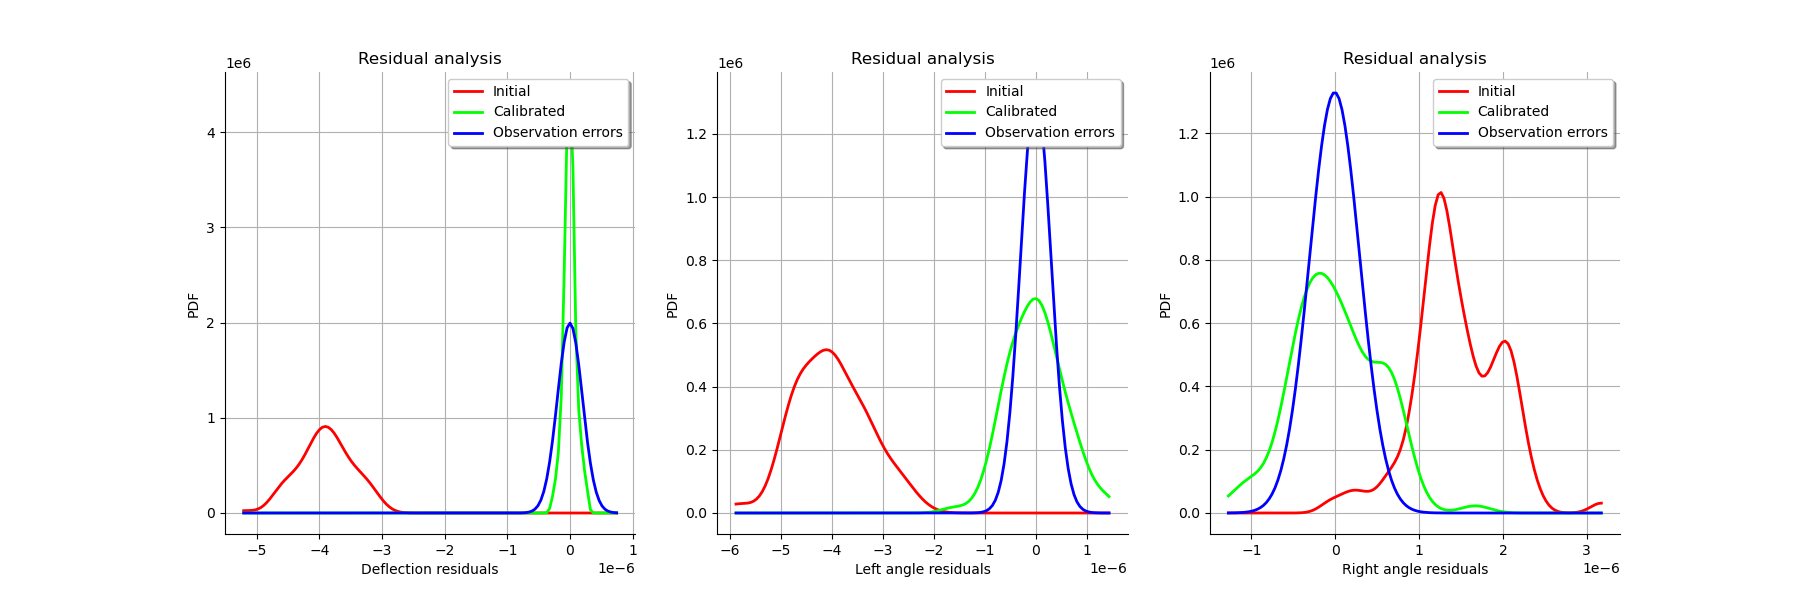 Residual analysis
1e6
Initial
Calibrated
Observation errors
PDF
4
3
2
1
0
−5 −4 −3 −2 −1 0 1
Deflection residuals
1e−6
Residual analysis
1e6
Initial
Calibrated
Observation errors
PDF
1.2
1.0
0.8
0.6
0.4
0.2
0.0
−6 −5 −4 −3 −2 −1 0 1
Left angle residuals
1e−6
Residual analysis
1e6
Initial
Calibrated
Observation errors
PDF
1.2
1.0
0.8
0.6
0.4
0.2
0.0
−1 0 1 2 3
Right angle residuals
1e−6